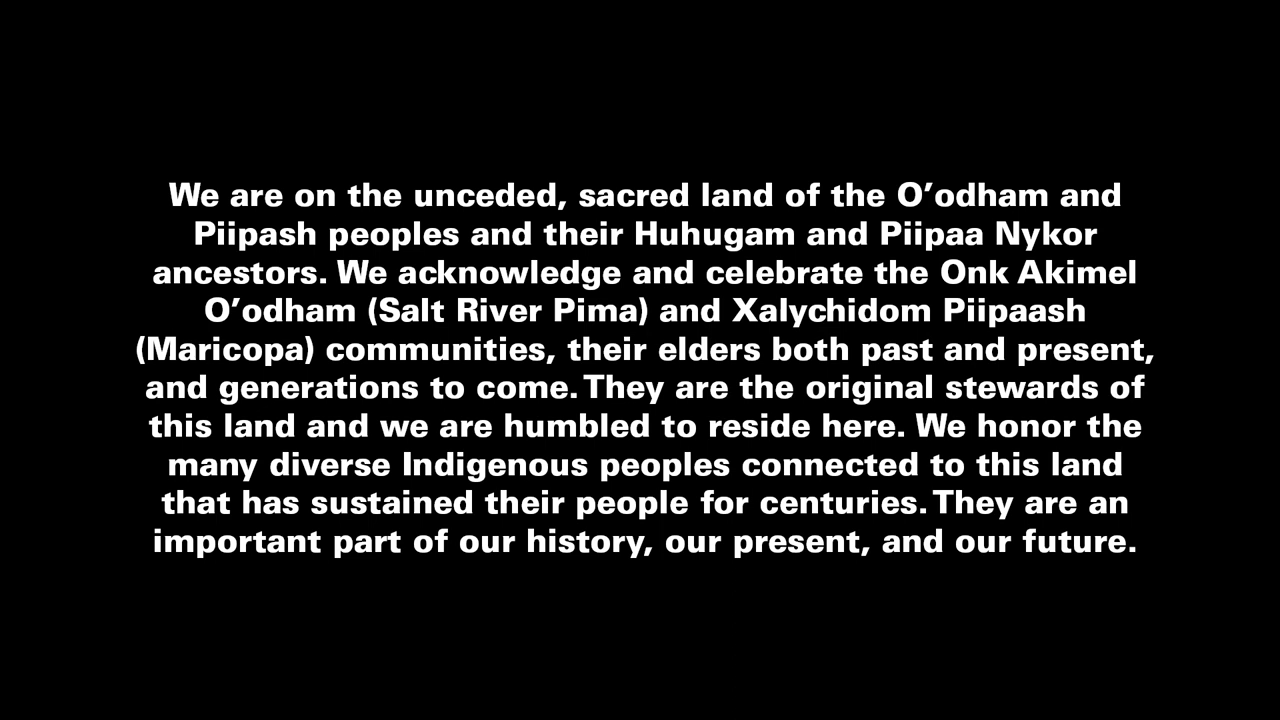 We are on the unceded, sacred land of the O’odham and
Piipash peoples and their Huhugam and Piipaa Nykor
ancestors. We acknowledge and celebrate the Onk Akimel
O’odham (Salt River Pima) and Xalychidom Piipaash
(Maricopa) communities, their elders both past and present,
and generations to come. They are the original stewards of
this land and we are humbled to reside here. We honor the
many diverse Indigenous peoples connected to this land
that has sustained their people for centuries. They are an
important part of our history, our present, and our future.